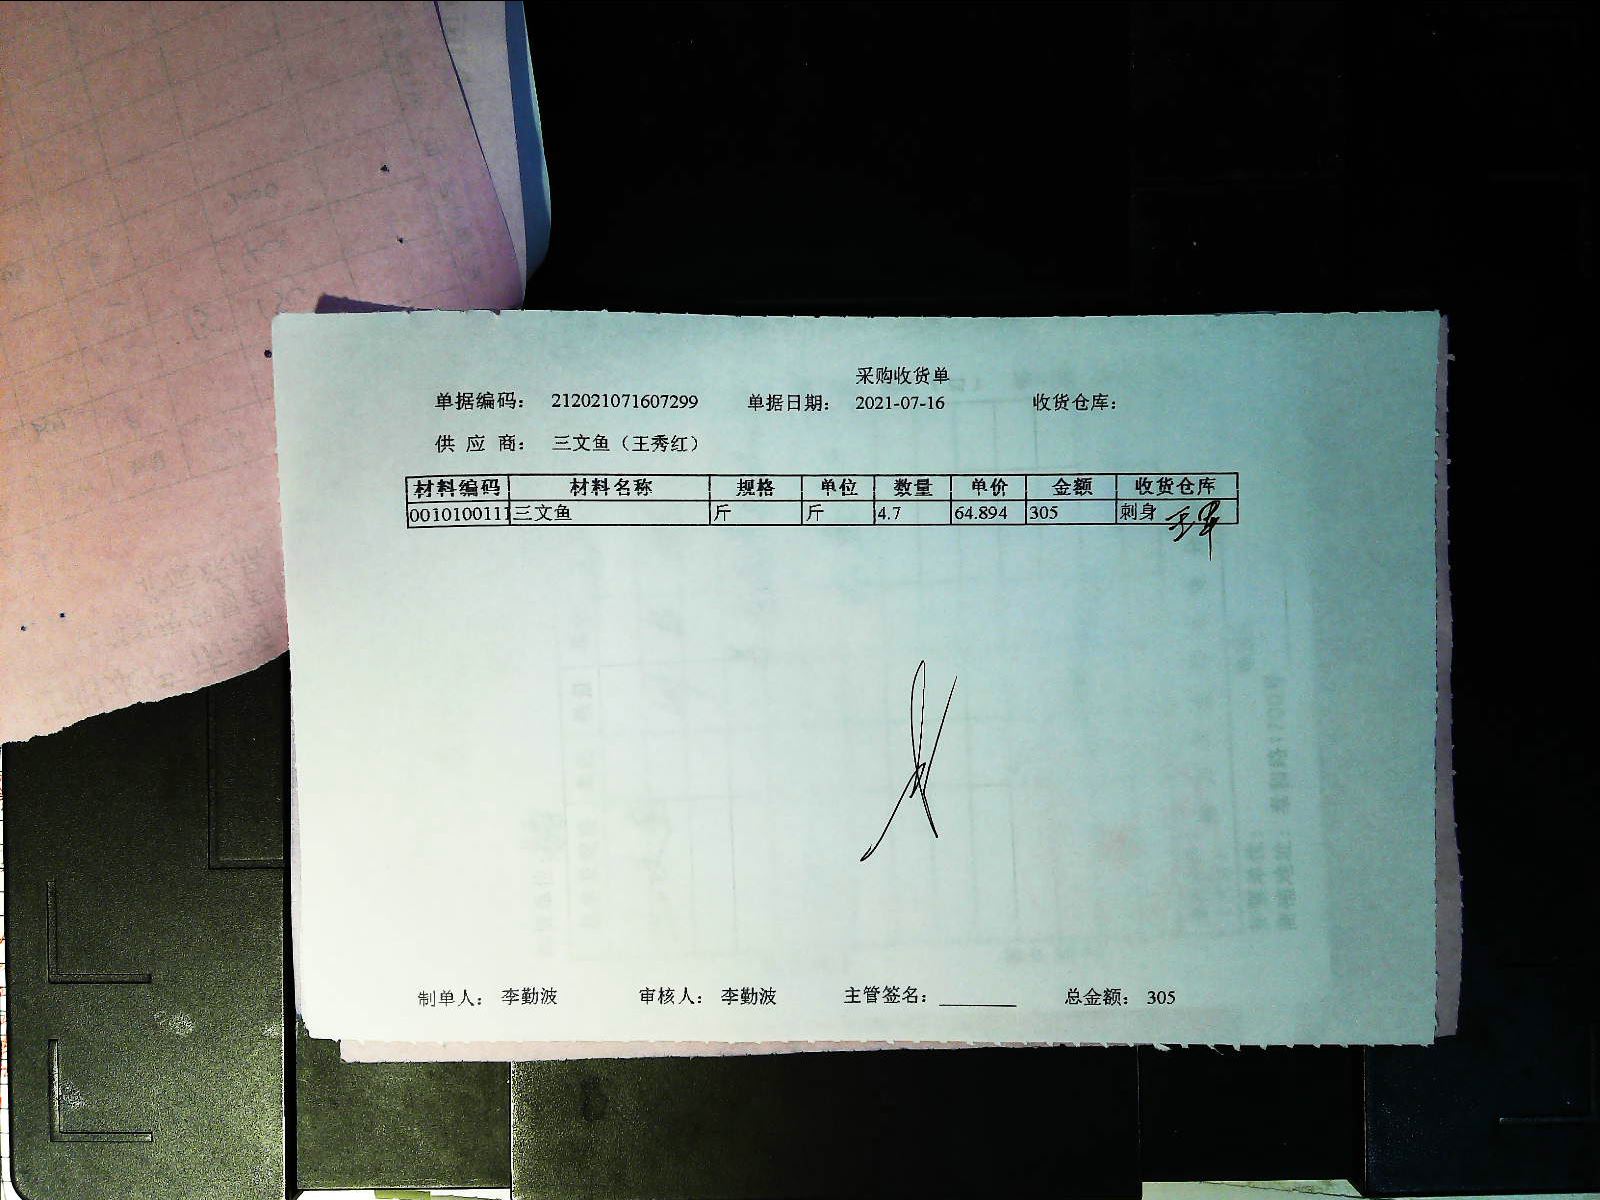 采购收货单
单据编码： 212021071607299 单据日期： 2021-07-16 收货仓库：
供 应 商： 三文鱼（王秀红）
材料编码 材料名称 规格 单位 数量 单价 金额 收货仓库
0010100111 三文鱼 斤 斤 4.7 64.894 305 刺身
制单人： 李勤波 审核人： 李勤波 主管签名： 总金额： 305